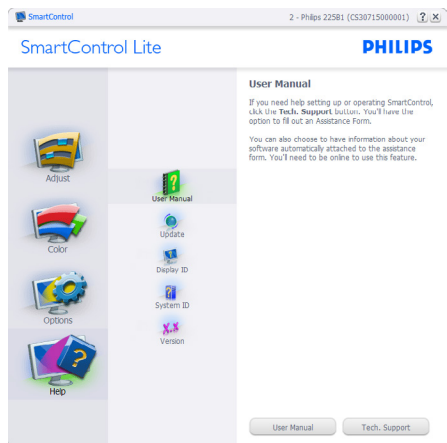 SmartControl
2 - Philips 225B1 (CS30715000001)
SmartControl Lite
PHILIPS
Adjust
Color
Options
Help
User Manual
Update
Display ID
System ID
X.X
Version
User Manual
If you need help setting up or operating SmartControl,
click the Tech. Support button. You'll have the
option to fill out an Assistance Form.
You can also choose to have information about your
software automatically attached to the assistance
form. You'll need to be online to use this feature.
User Manual
Tech. Support